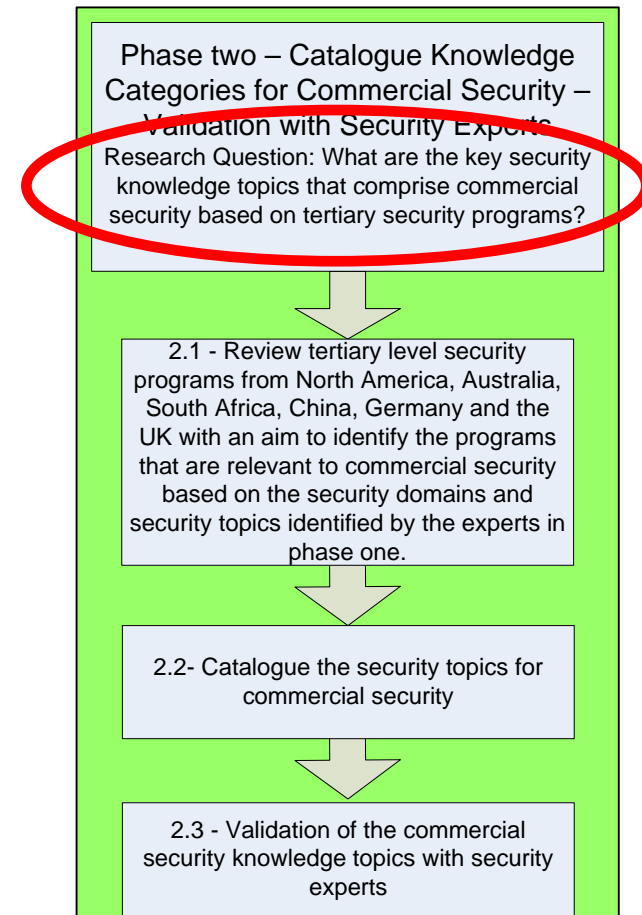 Phase two – Catalogue Knowledge
Categories for Commercial Security –
Validation with Security Experts
Research Question: What are the key security
knowledge topics that comprise commercial
security based on tertiary security programs?
2.1 - Review tertiary level security
programs from North America, Australia,
South Africa, China, Germany and the
UK with an aim to identify the programs
that are relevant to commercial security
based on the security domains and
security topics identified by the experts in
phase one.
2.2- Catalogue the security topics for
commercial security
2.3 - Validation of the commercial
security knowledge topics with security
experts